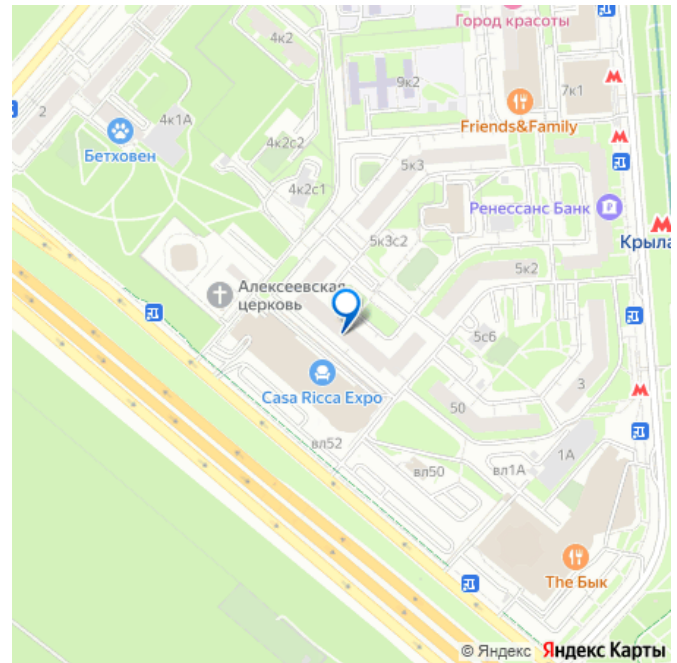 Город красоты
4к2
9к2
7к1
2
4к1А
Friends&Family
Бетховен
4к2с2
5к3
4к2с1
Ренессанс Банк
Крыла
5к3с2
5к2
Алексеевская
церковь
5с6
3
Casa Ricca Expo
50
вл52
1А
вл50
вл1А
The Бык
© Яндекс Яндекс Карты